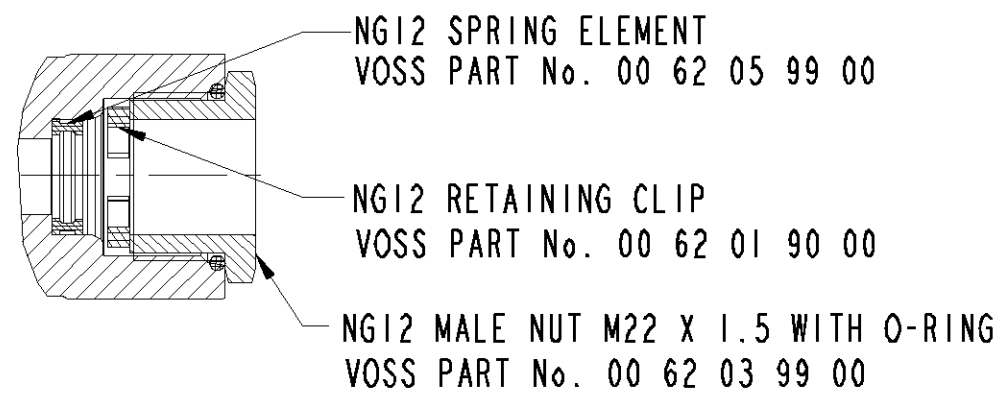 NG12 SPRING ELEMENT
VOSS PART No. 00 62 05 99 00
NG12 RETAINING CLIP
VOSS PART No. 00 62 01 90 00
NG12 MALE NUT M22 X 1.5 WITH O-RING
VOSS PART No. 00 62 03 99 00